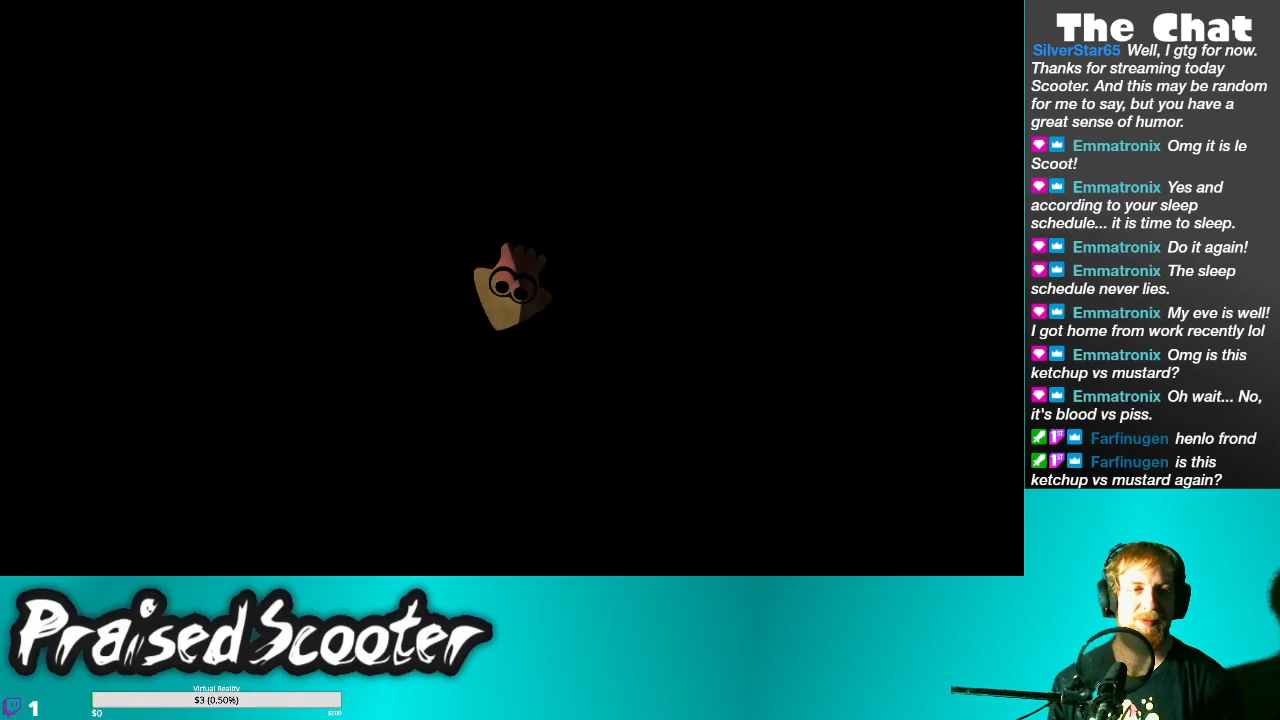 The Chat
SilverStar65 Well, I gtg for now.
Thanks for streaming today
Scooter. And this may be random
for me to say, but you have a
great sense of humor.
Emmatronix Omg it is le
Scoot!
Emmatronix Yes and
according to your sleep
schedule... it is time to sleep.
Emmatronix Do it again!
Emmatronix The sleep
schedule never lies.
Emmatronix My eve is well!
I got home from work recently lol
Emmatronix Omg is this
ketchup vs mustard?
Emmatronix Oh wait... No,
it's blood vs piss.
1ST Farfinugen henlo frond
1ST Farfinugen is this
ketchup vs mustard again?
PraisedScooter
Virtual Reality
$3 (0.50%)
1 $0